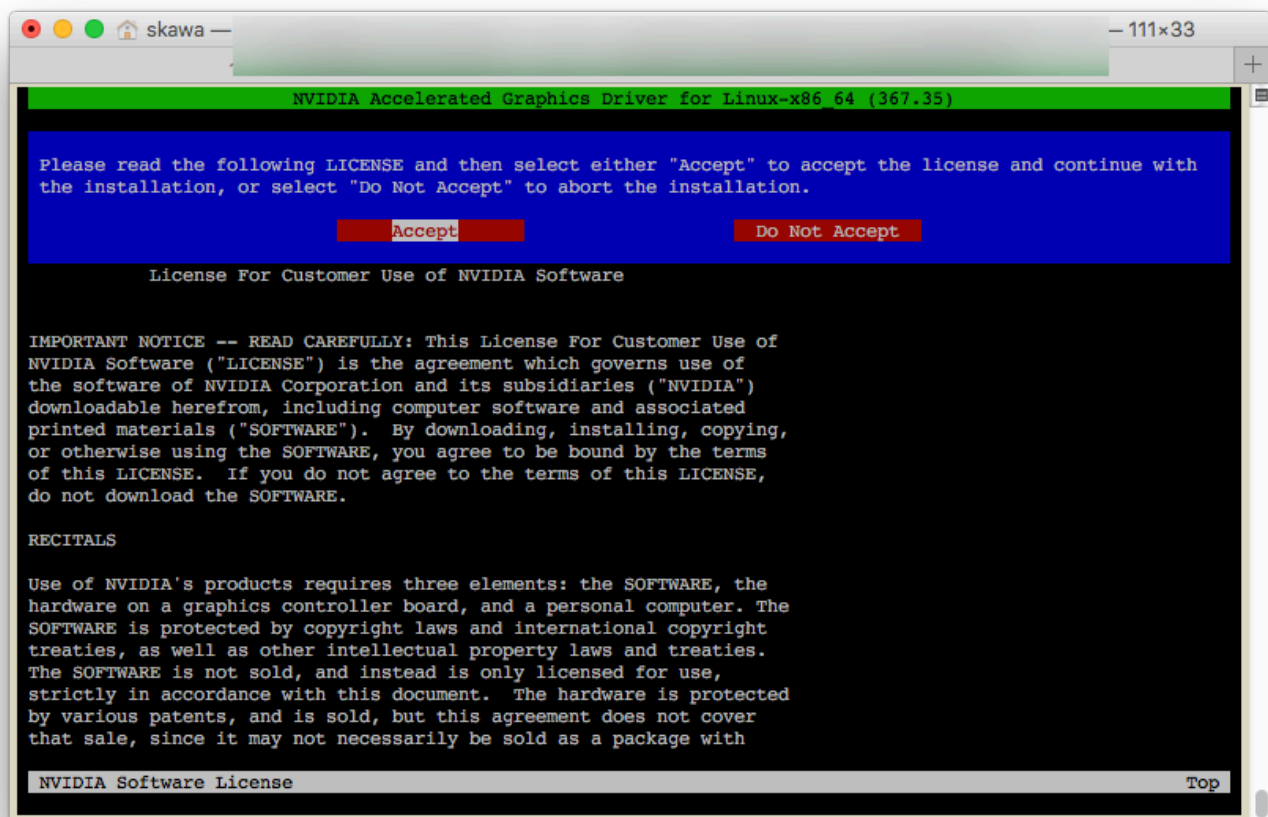 skawa — — 111×33
NVIDIA Accelerated Graphics Driver for Linux-x86_64 (367.35)
Please read the following LICENSE and then select either "Accept" to accept the license and continue with
the installation, or select "Do Not Accept" to abort the installation.
Accept Do Not Accept
License For Customer Use of NVIDIA Software
IMPORTANT NOTICE -- READ CAREFULLY: This License For Customer Use of
NVIDIA Software ("LICENSE") is the agreement which governs use of
the software of NVIDIA Corporation and its subsidiaries ("NVIDIA")
downloadable herefrom, including computer software and associated
printed materials ("SOFTWARE").  By downloading, installing, copying,
or otherwise using the SOFTWARE, you agree to be bound by the terms
of this LICENSE.  If you do not agree to the terms of this LICENSE,
do not download the SOFTWARE.
RECITALS
Use of NVIDIA's products requires three elements: the SOFTWARE, the
hardware on a graphics controller board, and a personal computer. The
SOFTWARE is protected by copyright laws and international copyright
treaties, as well as other intellectual property laws and treaties.
The SOFTWARE is not sold, and instead is only licensed for use,
strictly in accordance with this document.  The hardware is protected
by various patents, and is sold, but this agreement does not cover
that sale, since it may not necessarily be sold as a package with
NVIDIA Software License Top